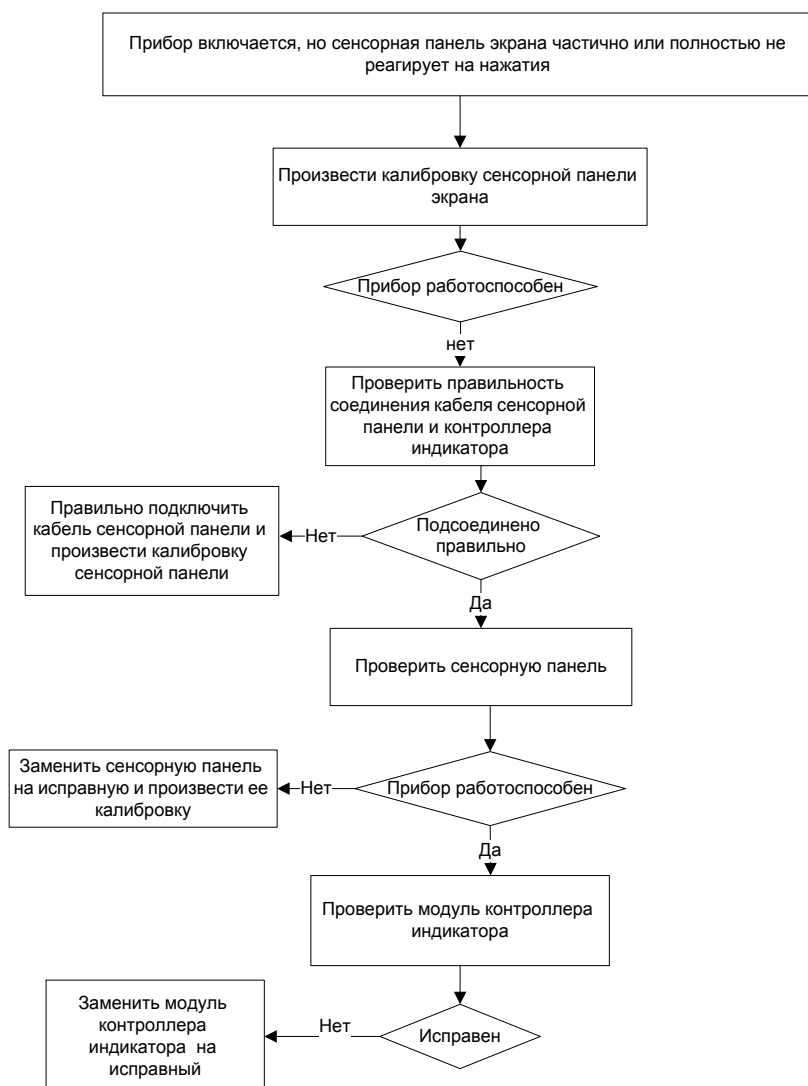 Прибор включается, но сенсорная панель экрана частично или полностью не
реагирует на нажатия
Произвести калибровку сенсорной панели
экрана
Прибор работоспособен
нет
Проверить правильность
соединения кабеля сенсорной
панели и контроллера
индикатора
Правильно подключить
кабель сенсорной панели и
произвести калибровку
сенсорной панели
Нет
Подсоединено
правильно
Да
Проверить сенсорную панель
Заменить сенсорную панель
на исправную и произвести ее
калибровку
Нет
Прибор работоспособен
Да
Проверить модуль контроллера
индикатора
Заменить модуль
контроллера
индикатора на
исправный
Нет
Исправен